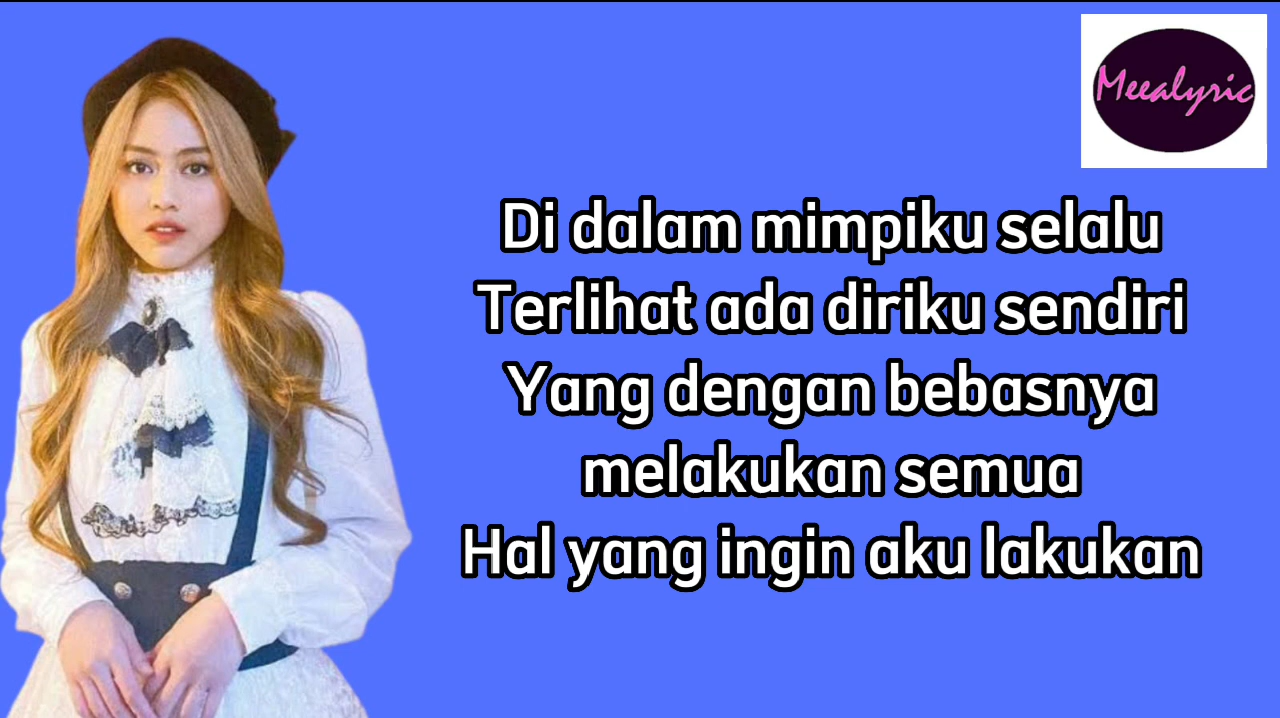 Meealyric
Di dalam mimpiku selalu
Terlihat ada diriku sendiri
Yang dengan bebasnya
melakukan semua
Hal yang ingin aku lakukan